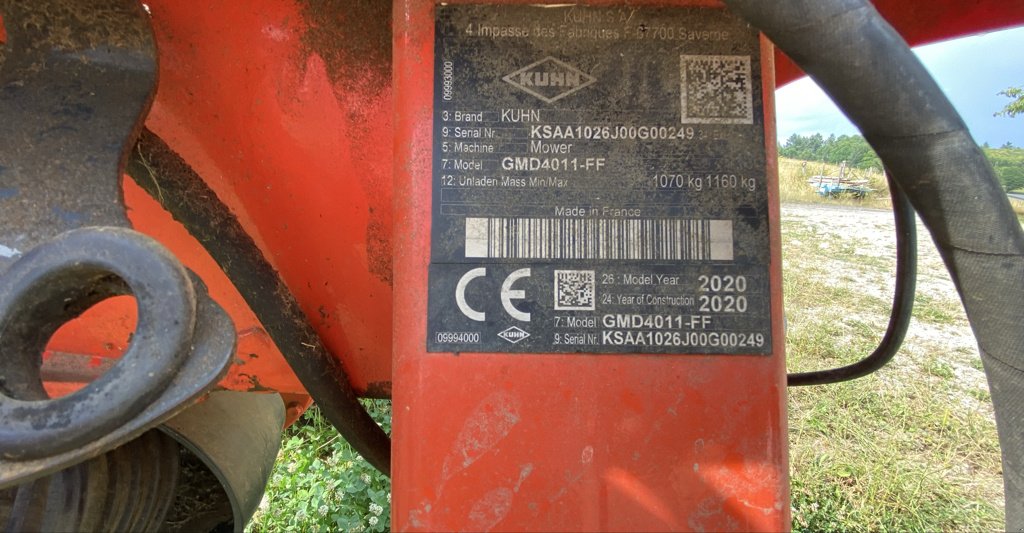 KUHN S.A.
4 Impasse des Fabriques F-67700 Saverne
KUHN
09993000
3: Brand KUHN
9: Serial Nr. KSAA1026J00G00249
5: Machine Mower
7: Model GMD4011-FF
12: Unladen Mass Min/Max 1070 kg 1160 kg
Made in France
CE
26 : Model Year 2020
24: Year of Construction 2020
7: Model GMD4011-FF
09994000 KUHN 9: Serial Nr. KSAA1026J00G00249